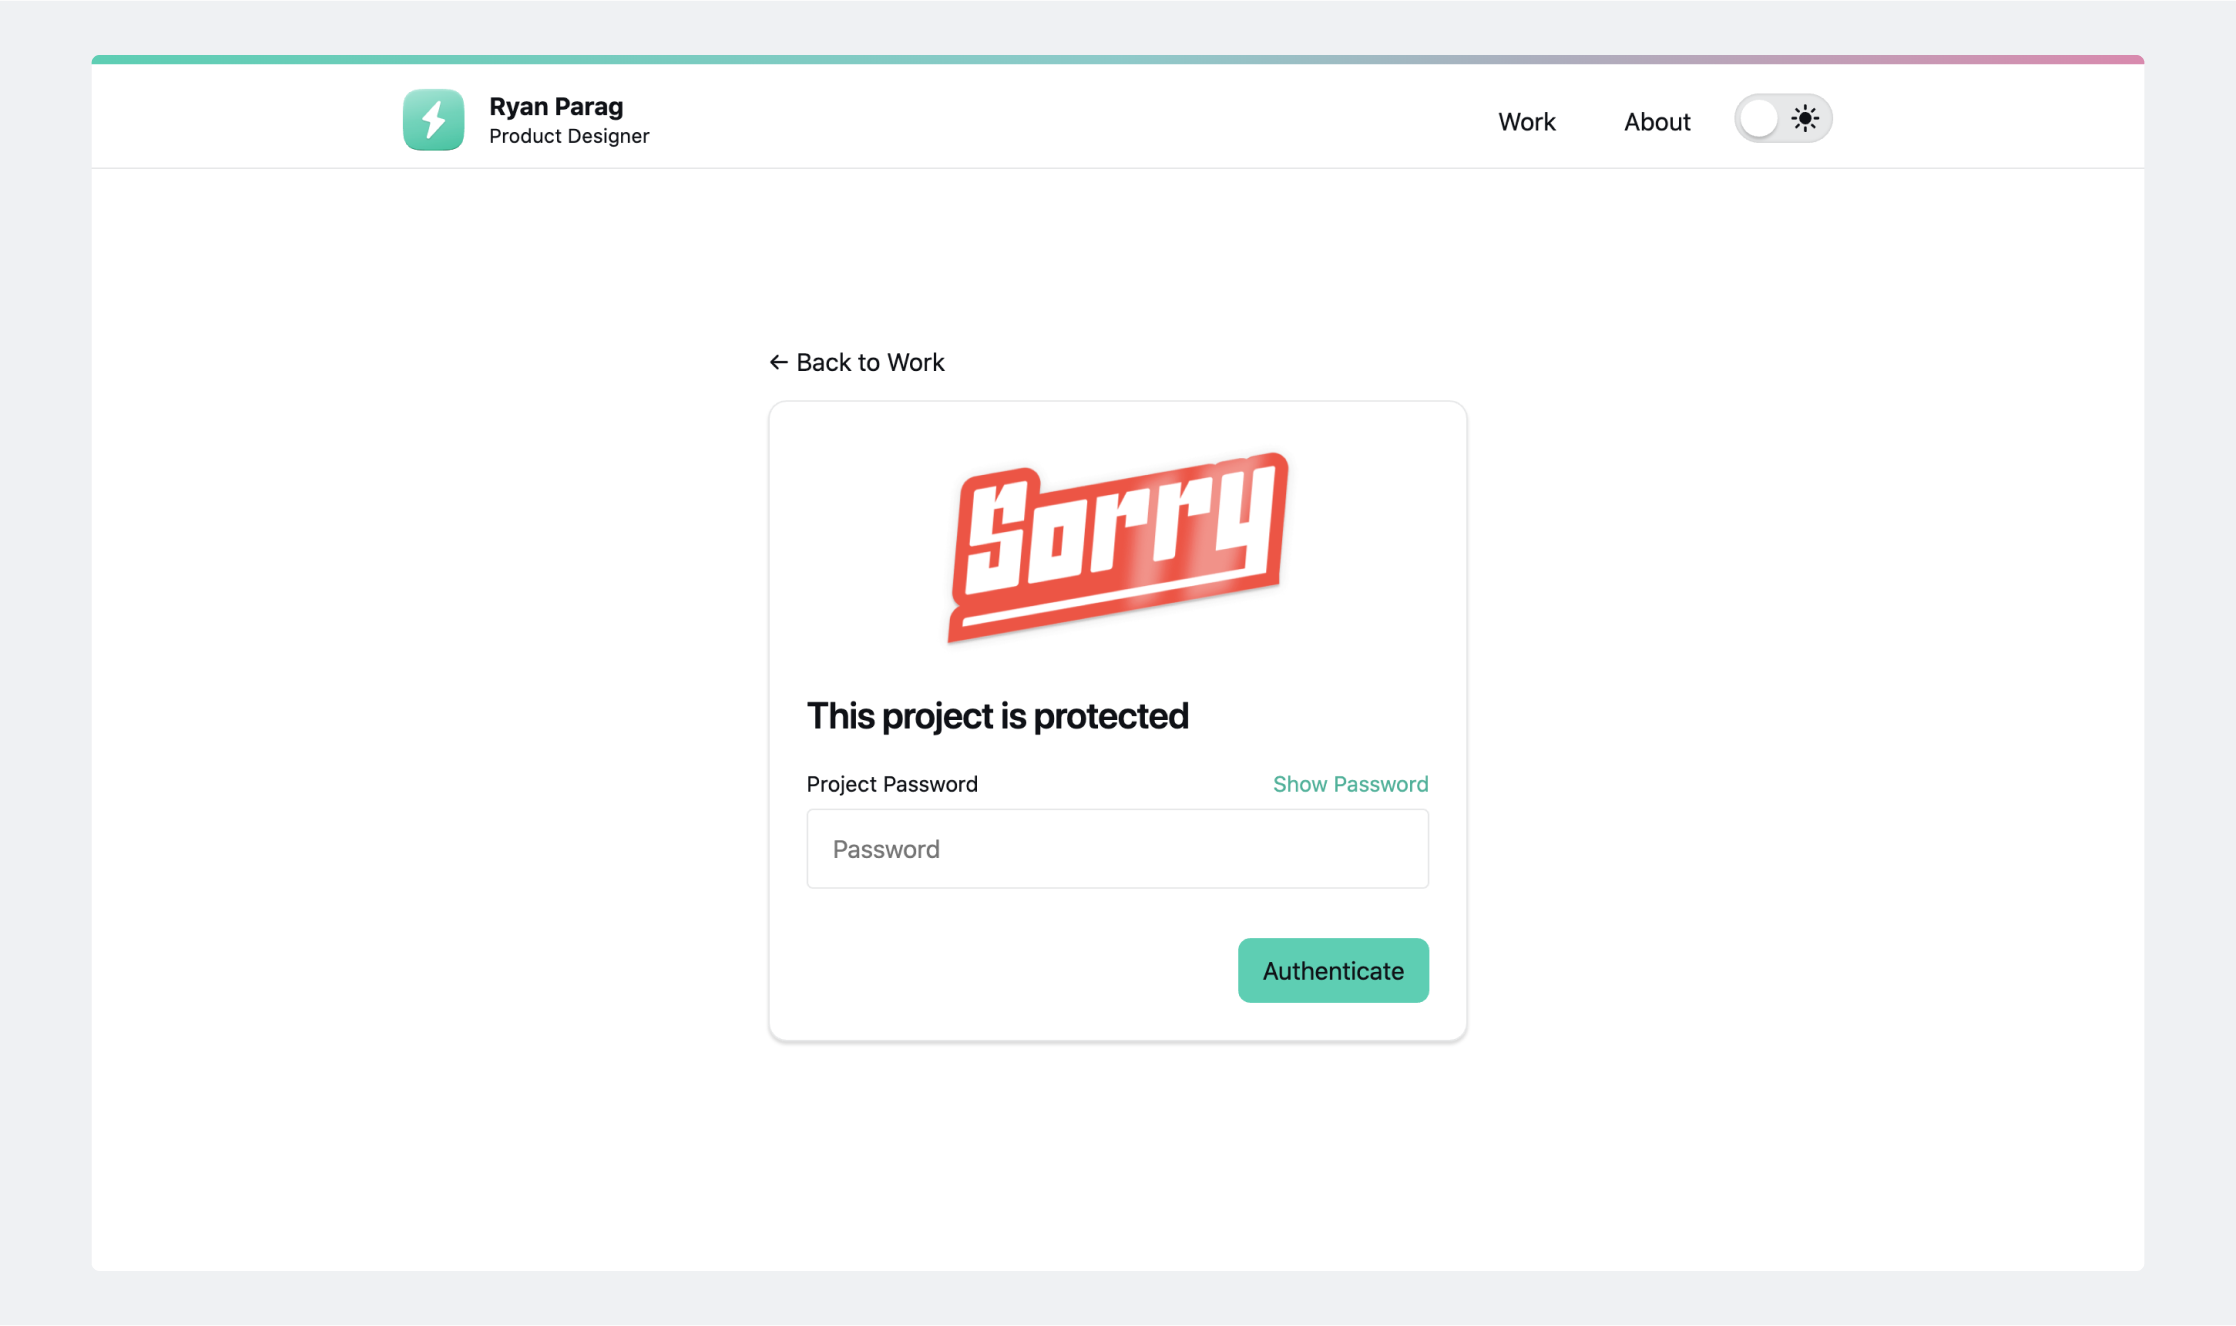 Ryan Parag
Product Designer
Work
About
← Back to Work
Sorry
This project is protected
Project Password
Show Password
Password
Authenticate